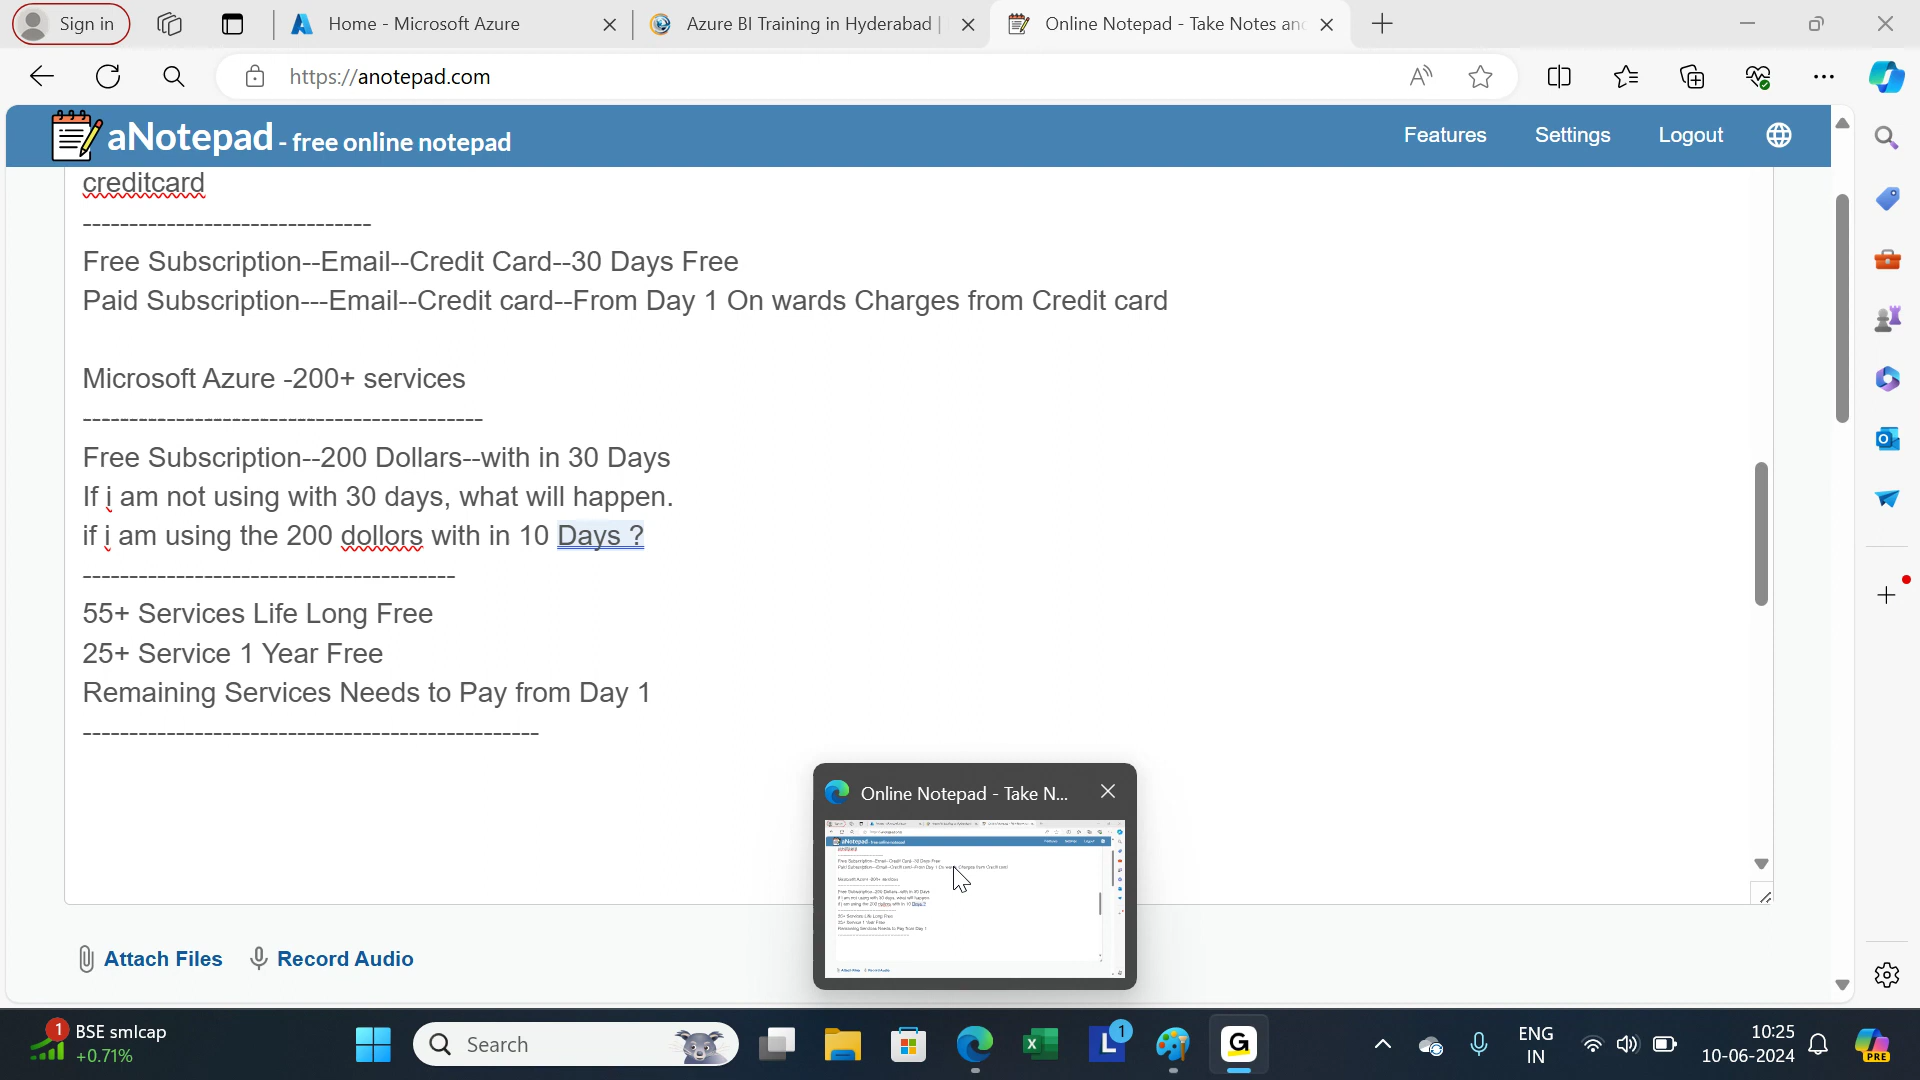 Sign in
Home - Microsoft Azure
Azure BI Training in Hyderabad |
Online Notepad - Take Notes an
https://anotepad.com
aNotepad - free online notepad
Features
Settings
Logout
creditcard
-------------------------------
Free Subscription--Email--Credit Card--30 Days Free
Paid Subscription---Email--Credit card--From Day 1 On wards Charges from Credit card
Microsoft Azure -200+ services
-------------------------------------------
Free Subscription--200 Dollars--with in 30 Days
If i am not using with 30 days, what will happen.
if i am using the 200 dollors with in 10 Days ?
----------------------------------------
55+ Services Life Long Free
25+ Service 1 Year Free
Remaining Services Needs to Pay from Day 1
-------------------------------------------------
Online Notepad - Take N...
Attach Files
Record Audio
1
BSE smlcap
+0.71%
Search
L
1
G
ENG
IN
10:25
10-06-2024
PRE